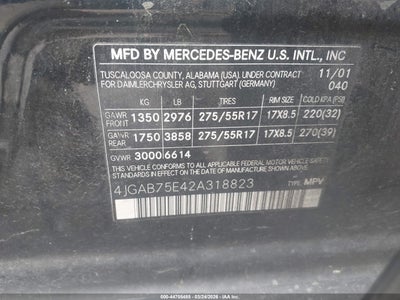 MFD BY MERCEDES-BENZ U.S. INTL., INC
TUSCALOOSA COUNTY, ALABAMA (USA), UNDER CONTRACT 11/01
FOR DAIMLERCHRYSLER AG, STUTTGART (GERMANY) 040
KG LB TIRES RIM SIZE COLD KPA (PSI)
GAWR FRONT 1350 2976 275/55R17 17X8.5 220(32)
GAWR REAR 1750 3858 275/55R17 17X8.5 270(39)
GVWR 3000 6614
THIS VEHICLE CONFORMS TO ALL APPLICABLE
FEDERAL MOTOR VEHICLE SAFETY STANDARDS IN
EFFECT ON THE DATE OF MANUFACTURE SHOWN ABOVE
4JGAB75E42A318823 TYPE: MPV